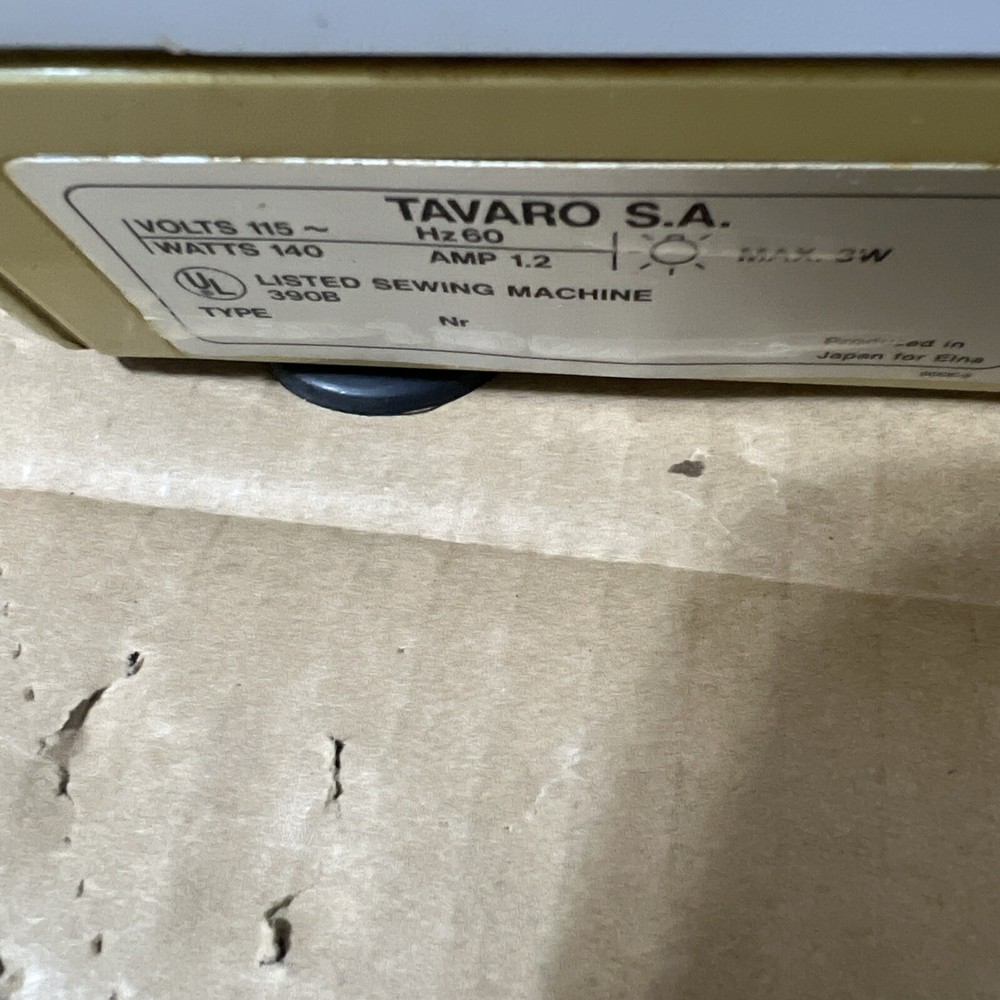 TAVARO S.A.
VOLTS 115 ~ Hz 60
WATTS 140 AMP 1.2
MAX. 3W
UL LISTED SEWING MACHINE
390B
TYPE Nr
in
Japan for Elna